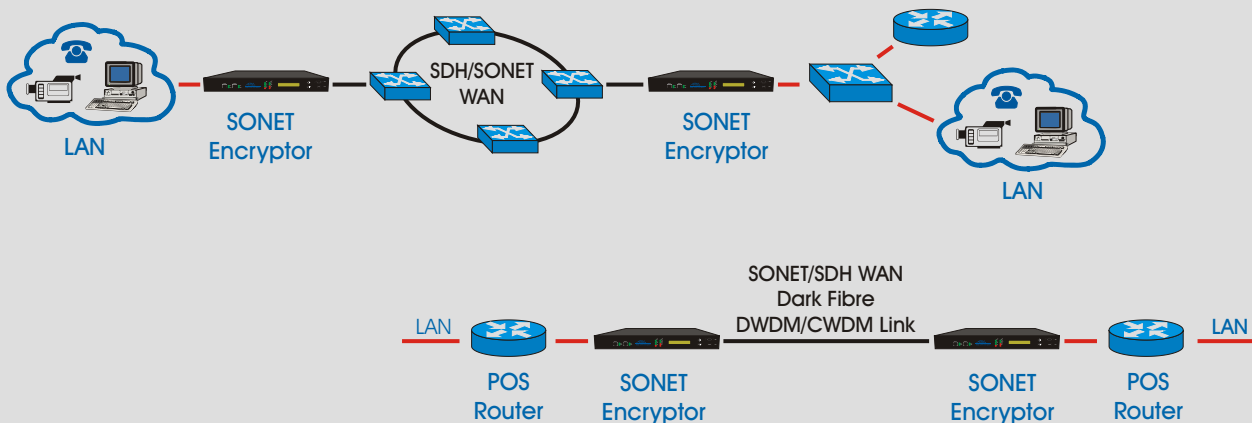 SDH/SONET
WAN
LAN
SONET
Encryptor
SONET
Encryptor
LAN
SONET/SDH WAN
Dark Fibre
DWDM/CWDM Link
LAN
LAN
POS
Router
SONET
Encryptor
SONET
Encryptor
POS
Router